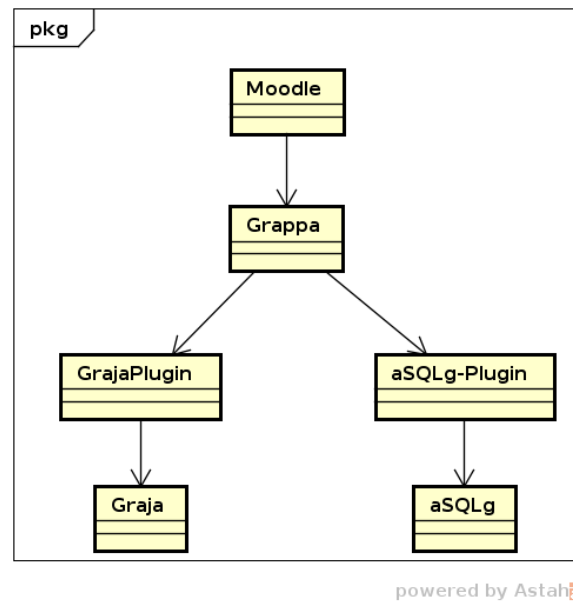 pkg
Moodle
Grappa
GrajaPlugin
aSQLg-Plugin
Graja
aSQLg
powered by Astah